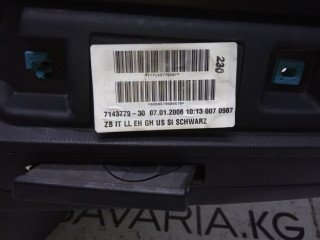 230
7143779-30 07.01.2008 10:13 007 0987
ZB IT LL EH GH US SI SCHWARZ
BAVARIA.KG